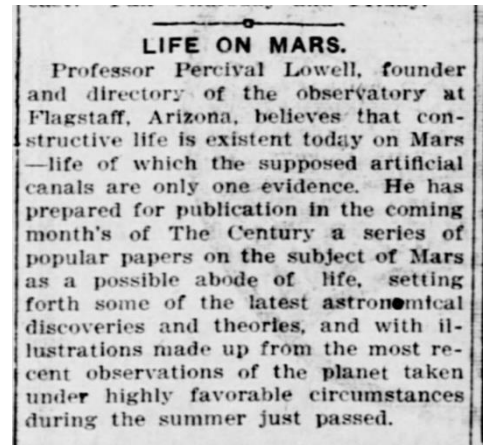 LIFE ON MARS.
Professor Percival Lowell, founder
and directory of the observatory at
Flagstaff, Arizona, believes that con-
structive life is existent today on Mars
—life of which the supposed artificial
canals are only one evidence. He has
prepared for publication in the coming
month's of The Century a series of
popular papers on the subject of Mars
as a possible abode of life, setting
forth some of the latest astronomical
discoveries and theories, and with il-
lustrations made up from the most re-
cent observations of the planet taken
under highly favorable circumstances
during the summer just passed.